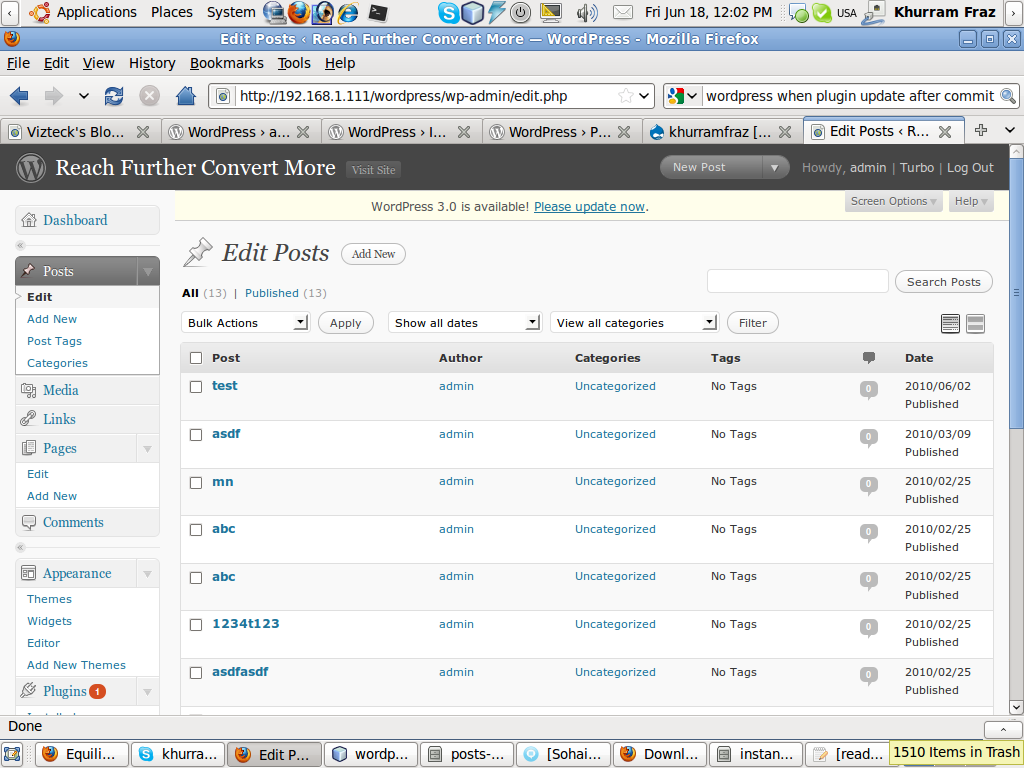 Applications Places System Fri Jun 18, 12:02 PM USA Khurram Fraz
Edit Posts ‹ Reach Further Convert More — WordPress - Mozilla Firefox
File Edit View History Bookmarks Tools Help
http://192.168.1.111/wordpress/wp-admin/edit.php wordpress when plugin update after commit
Vizteck's Blo... WordPress › a... WordPress › I... WordPress › P... khurramfraz [... Edit Posts ‹ R...
Reach Further Convert More Visit Site New Post Howdy, admin | Turbo | Log Out
WordPress 3.0 is available! Please update now. Screen Options Help
Dashboard
Edit Posts Add New
Posts
Search Posts
Edit
All (13) | Published (13)
Add New
Bulk Actions Apply Show all dates View all categories Filter
Post Tags
Categories
Post Author Categories Tags Date
Media
test admin Uncategorized No Tags 0 2010/06/02
Published
Links
asdf admin Uncategorized No Tags 0 2010/03/09
Published
Pages
Edit
mn admin Uncategorized No Tags 0 2010/02/25
Published
Add New
Comments
abc admin Uncategorized No Tags 0 2010/02/25
Published
Appearance
abc admin Uncategorized No Tags 0 2010/02/25
Published
Themes
Widgets
1234t123 admin Uncategorized No Tags 0 2010/02/25
Published
Editor
Add New Themes
asdfasdf admin Uncategorized No Tags 0 2010/02/25
Published
Plugins 1
Done
Equili... khurra... Edit P... wordp... posts-... [Sohai... Downl... instan... [read... 1510 Items in Trash